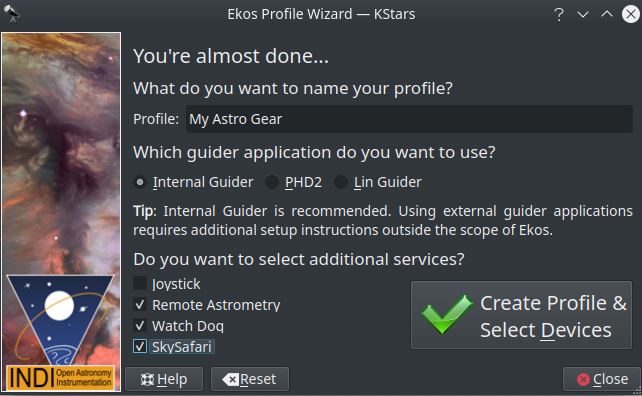 Ekos Profile Wizard — KStars
You're almost done...
What do you want to name your profile?
Profile: My Astro Gear
Which guider application do you want to use?
Internal Guider PHD2 Lin Guider
Tip: Internal Guider is recommended. Using external guider applications
requires additional setup instructions outside the scope of Ekos.
Do you want to select additional services?
Joystick
Remote Astrometry
Watch Dog
SkySafari
Create Profile &
Select Devices
INDI Open Astronomy
Instrumentation
Help Reset Close